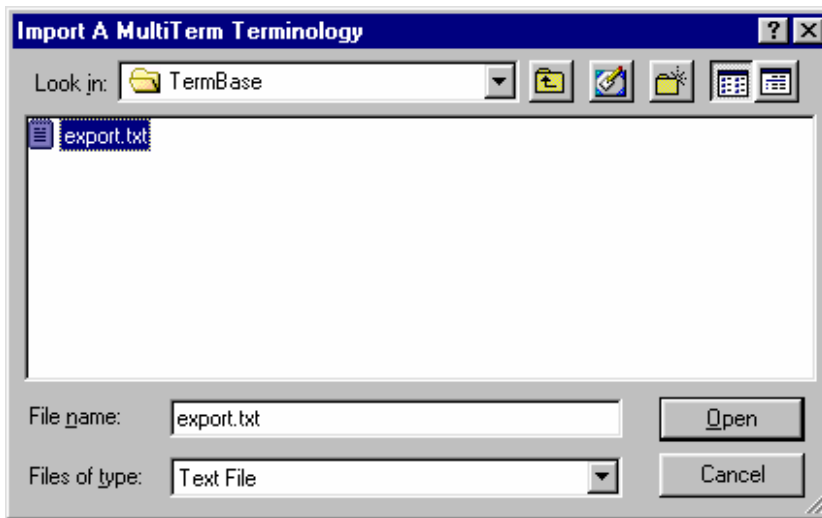 Import A MultiTerm Terminology
Look in: TermBase
export.txt
File name: export.txt Open
Files of type: Text File Cancel